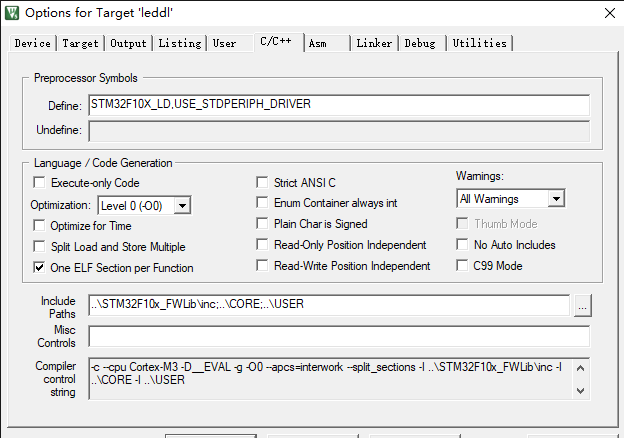 Options for Target 'leddl'
Device Target Output Listing User C/C++ Asm Linker Debug Utilities
Preprocessor Symbols
Define: STM32F10X_LD,USE_STDPERIPH_DRIVER
Undefine:
Language / Code Generation
Execute-only Code
Optimization: Level 0 (-O0)
Optimize for Time
Split Load and Store Multiple
One ELF Section per Function
Strict ANSI C
Enum Container always int
Plain Char is Signed
Read-Only Position Independent
Read-Write Position Independent
Warnings:
All Warnings
Thumb Mode
No Auto Includes
C99 Mode
Include Paths
..\STM32F10x_FWLib\inc;..\CORE;..\USER
...
Misc Controls
Compiler control string
-c --cpu Cortex-M3 -D__EVAL -g -O0 --apcs=interwork --split_sections -I ..\STM32F10x_FWLib\inc -I
..\CORE -I ..\USER